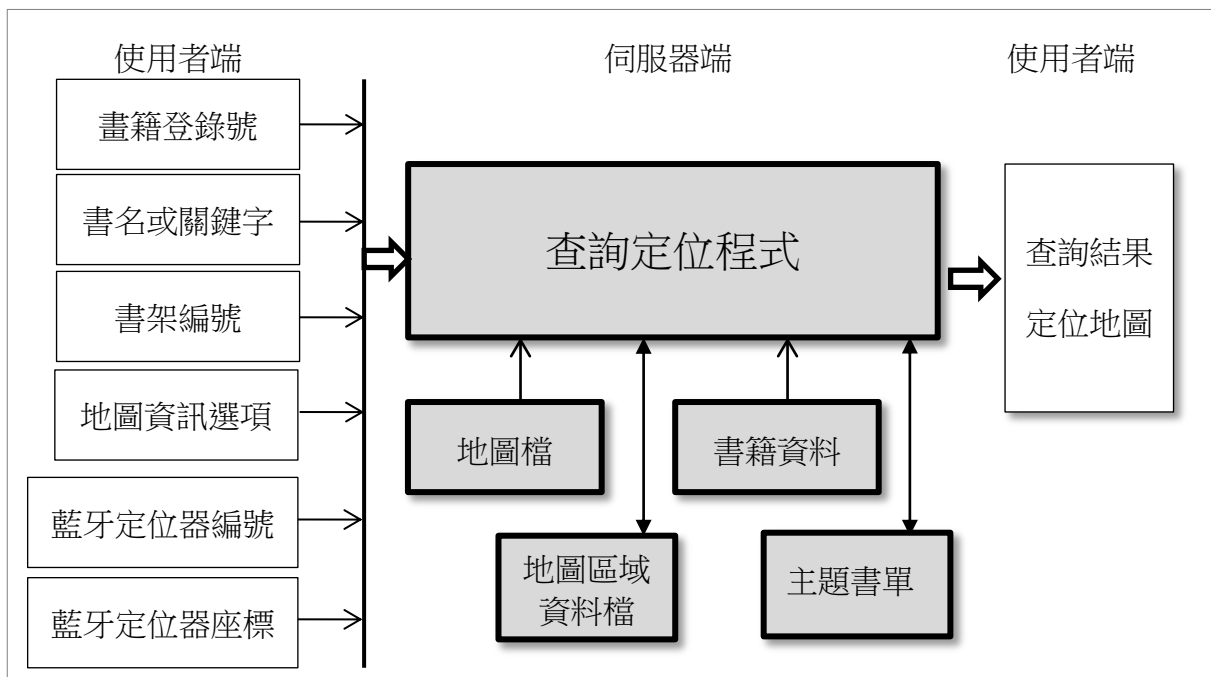 使用者端
伺服器端
使用者端
畫籍登錄號
書名或關鍵字
書架編號
地圖資訊選項
藍牙定位器編號
藍牙定位器座標
查詢定位程式
地圖檔
書籍資料
地圖區域
資料檔
主題書單
查詢結果
定位地圖